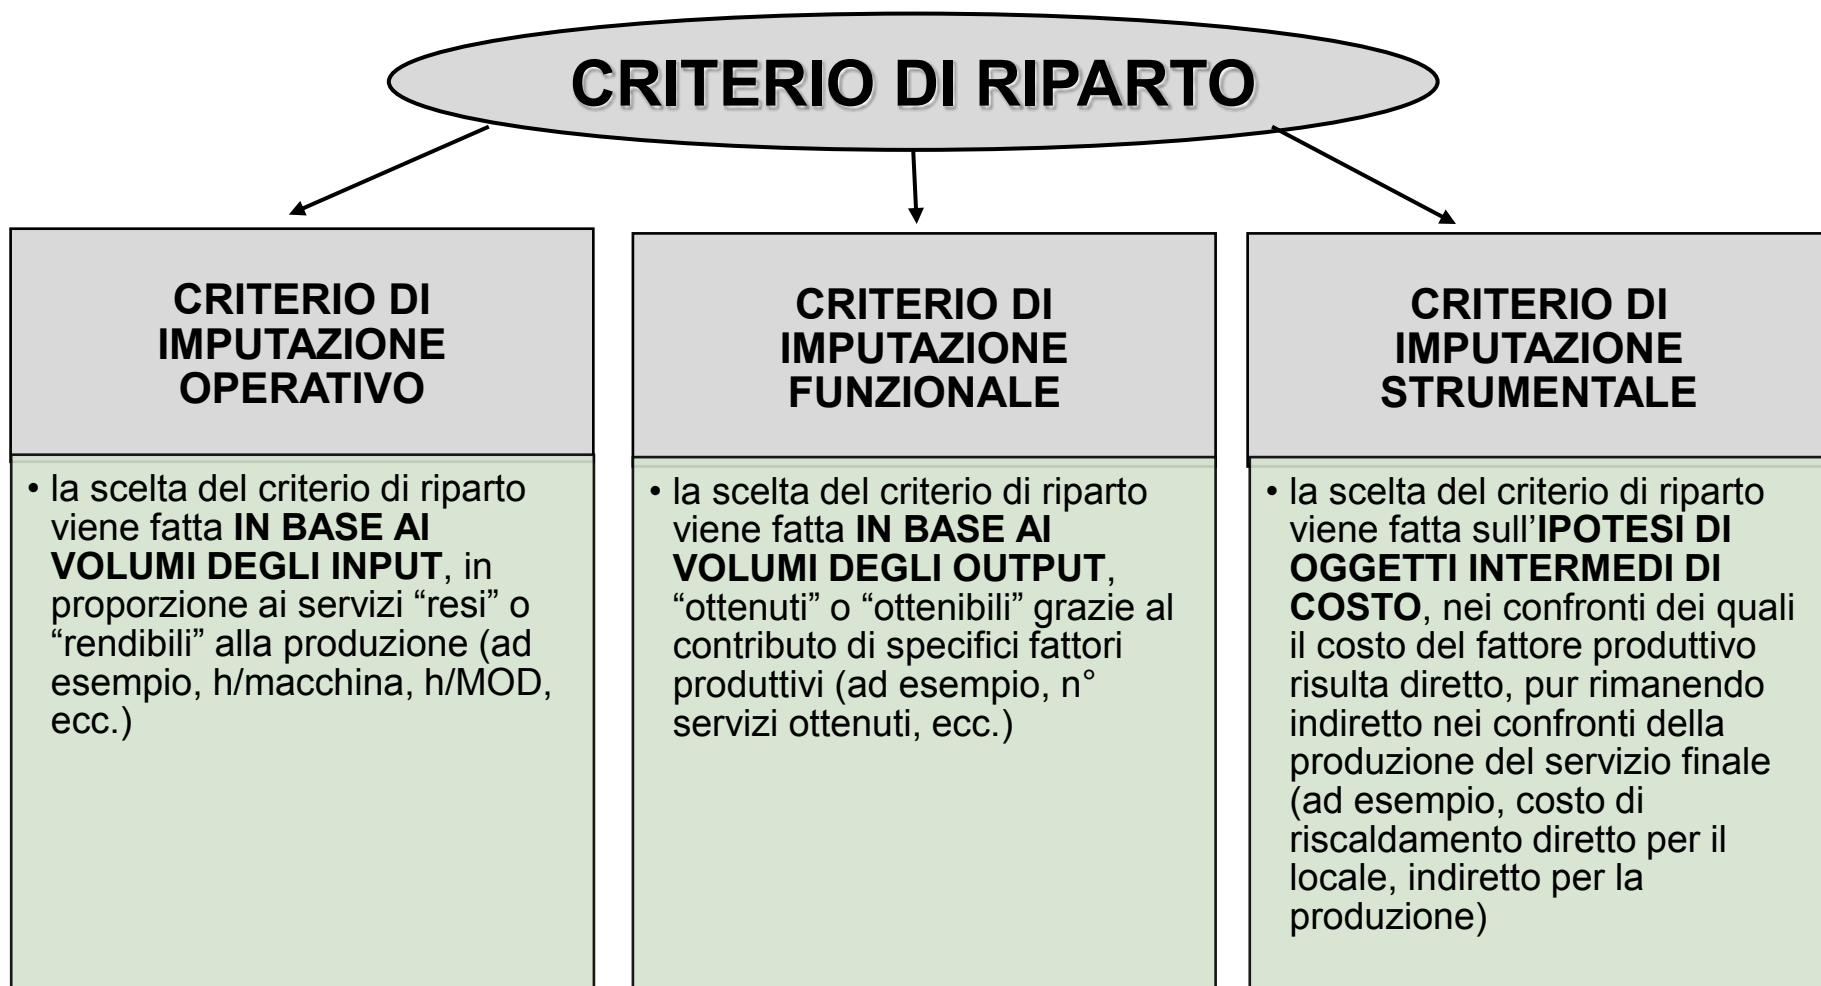 CRITERIO DI RIPARTO
CRITERIO DI
IMPUTAZIONE
OPERATIVO
• la scelta del criterio di riparto
viene fatta IN BASE AI
VOLUMI DEGLI INPUT, in
proporzione ai servizi “resi” o
“rendibili” alla produzione (ad
esempio, h/macchina, h/MOD,
ecc.)
CRITERIO DI
IMPUTAZIONE
FUNZIONALE
• la scelta del criterio di riparto
viene fatta IN BASE AI
VOLUMI DEGLI OUTPUT,
“ottenuti” o “ottenibili” grazie al
contributo di specifici fattori
produttivi (ad esempio, n°
servizi ottenuti, ecc.)
CRITERIO DI
IMPUTAZIONE
STRUMENTALE
• la scelta del criterio di riparto
viene fatta sull’IPOTESI DI
OGGETTI INTERMEDI DI
COSTO, nei confronti dei quali
il costo del fattore produttivo
risulta diretto, pur rimanendo
indiretto nei confronti della
produzione del servizio finale
(ad esempio, costo di
riscaldamento diretto per il
locale, indiretto per la
produzione)